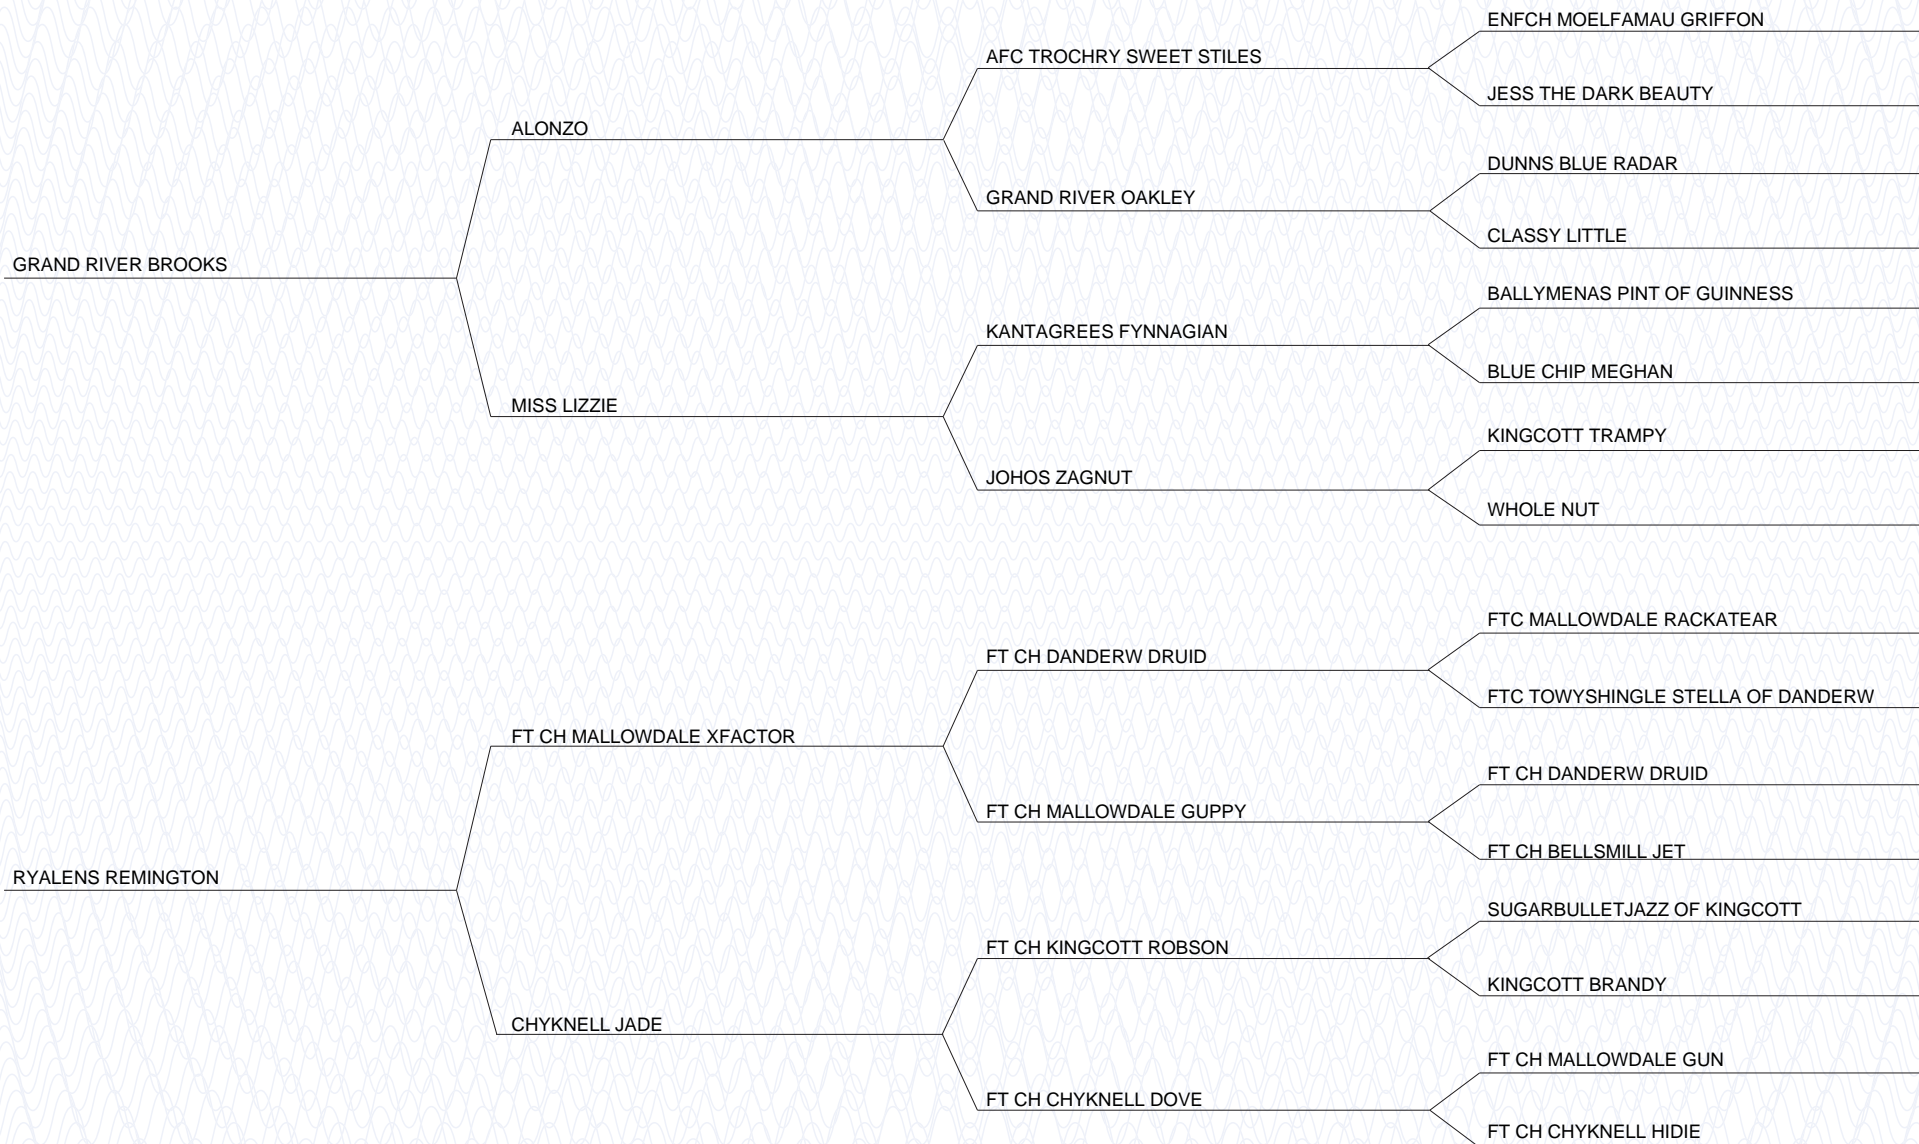 ENFCH MOELFAMAU GRIFFON
AFC TROCHRY SWEET STILES
JESS THE DARK BEAUTY
ALONZO
DUNNS BLUE RADAR
GRAND RIVER OAKLEY
CLASSY LITTLE
GRAND RIVER BROOKS
BALLYMENAS PINT OF GUINNESS
KANTAGREES FYNNAGIAN
BLUE CHIP MEGHAN
MISS LIZZIE
KINGCOTT TRAMPY
JOHOS ZAGNUT
WHOLE NUT
FTC MALLOWDALE RACKATEAR
FT CH DANDERW DRUID
FTC TOWYSHINGLE STELLA OF DANDERW
FT CH MALLOWDALE XFACTOR
FT CH DANDERW DRUID
FT CH MALLOWDALE GUPPY
FT CH BELLSMILL JET
RYALENS REMINGTON
SUGARBULLETJAZZ OF KINGCOTT
FT CH KINGCOTT ROBSON
KINGCOTT BRANDY
CHYKNELL JADE
FT CH MALLOWDALE GUN
FT CH CHYKNELL DOVE
FT CH CHYKNELL HIDIE